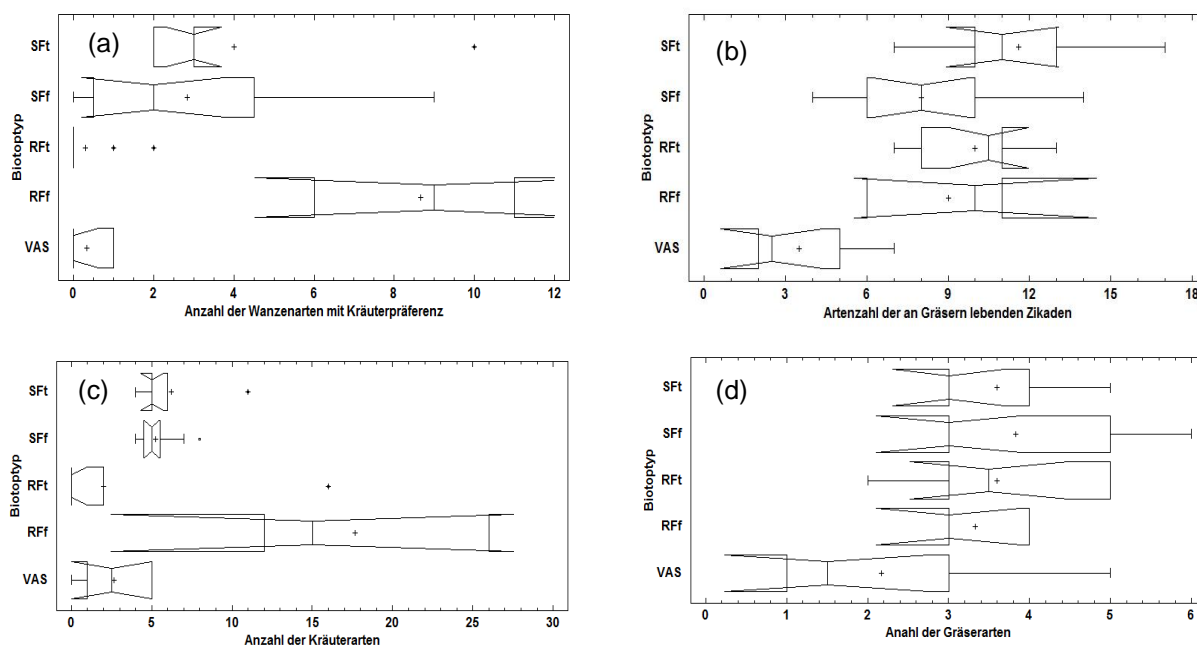 (a)
Biotoptyp
SFt
SFf
RFt
RFf
VAS
0 2 4 6 8 10 12
Anzahl der Wanzenarten mit Kräuterpräferenz
(b)
Biotoptyp
SFt
SFf
RFt
RFf
VAS
0 3 6 9 12 15 18
Artenzahl der an Gräsern lebenden Zikaden
(c)
Biotoptyp
SFt
SFf
RFt
RFf
VAS
0 5 10 15 20 25 30
Anzahl der Kräuterarten
(d)
Biotoptyp
SFt
SFf
RFt
RFf
VAS
0 1 2 3 4 5 6
Anahl der Gräserarten